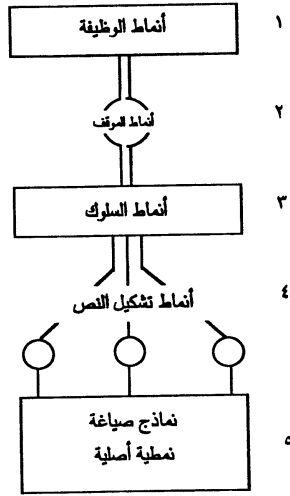 أنماط الوظيفة ١
أنماط الموقف ٢
أنماط السلوك ٣
أنماط تشكيل النص ٤
نماذج صياغة
نمطية أصلية ٥